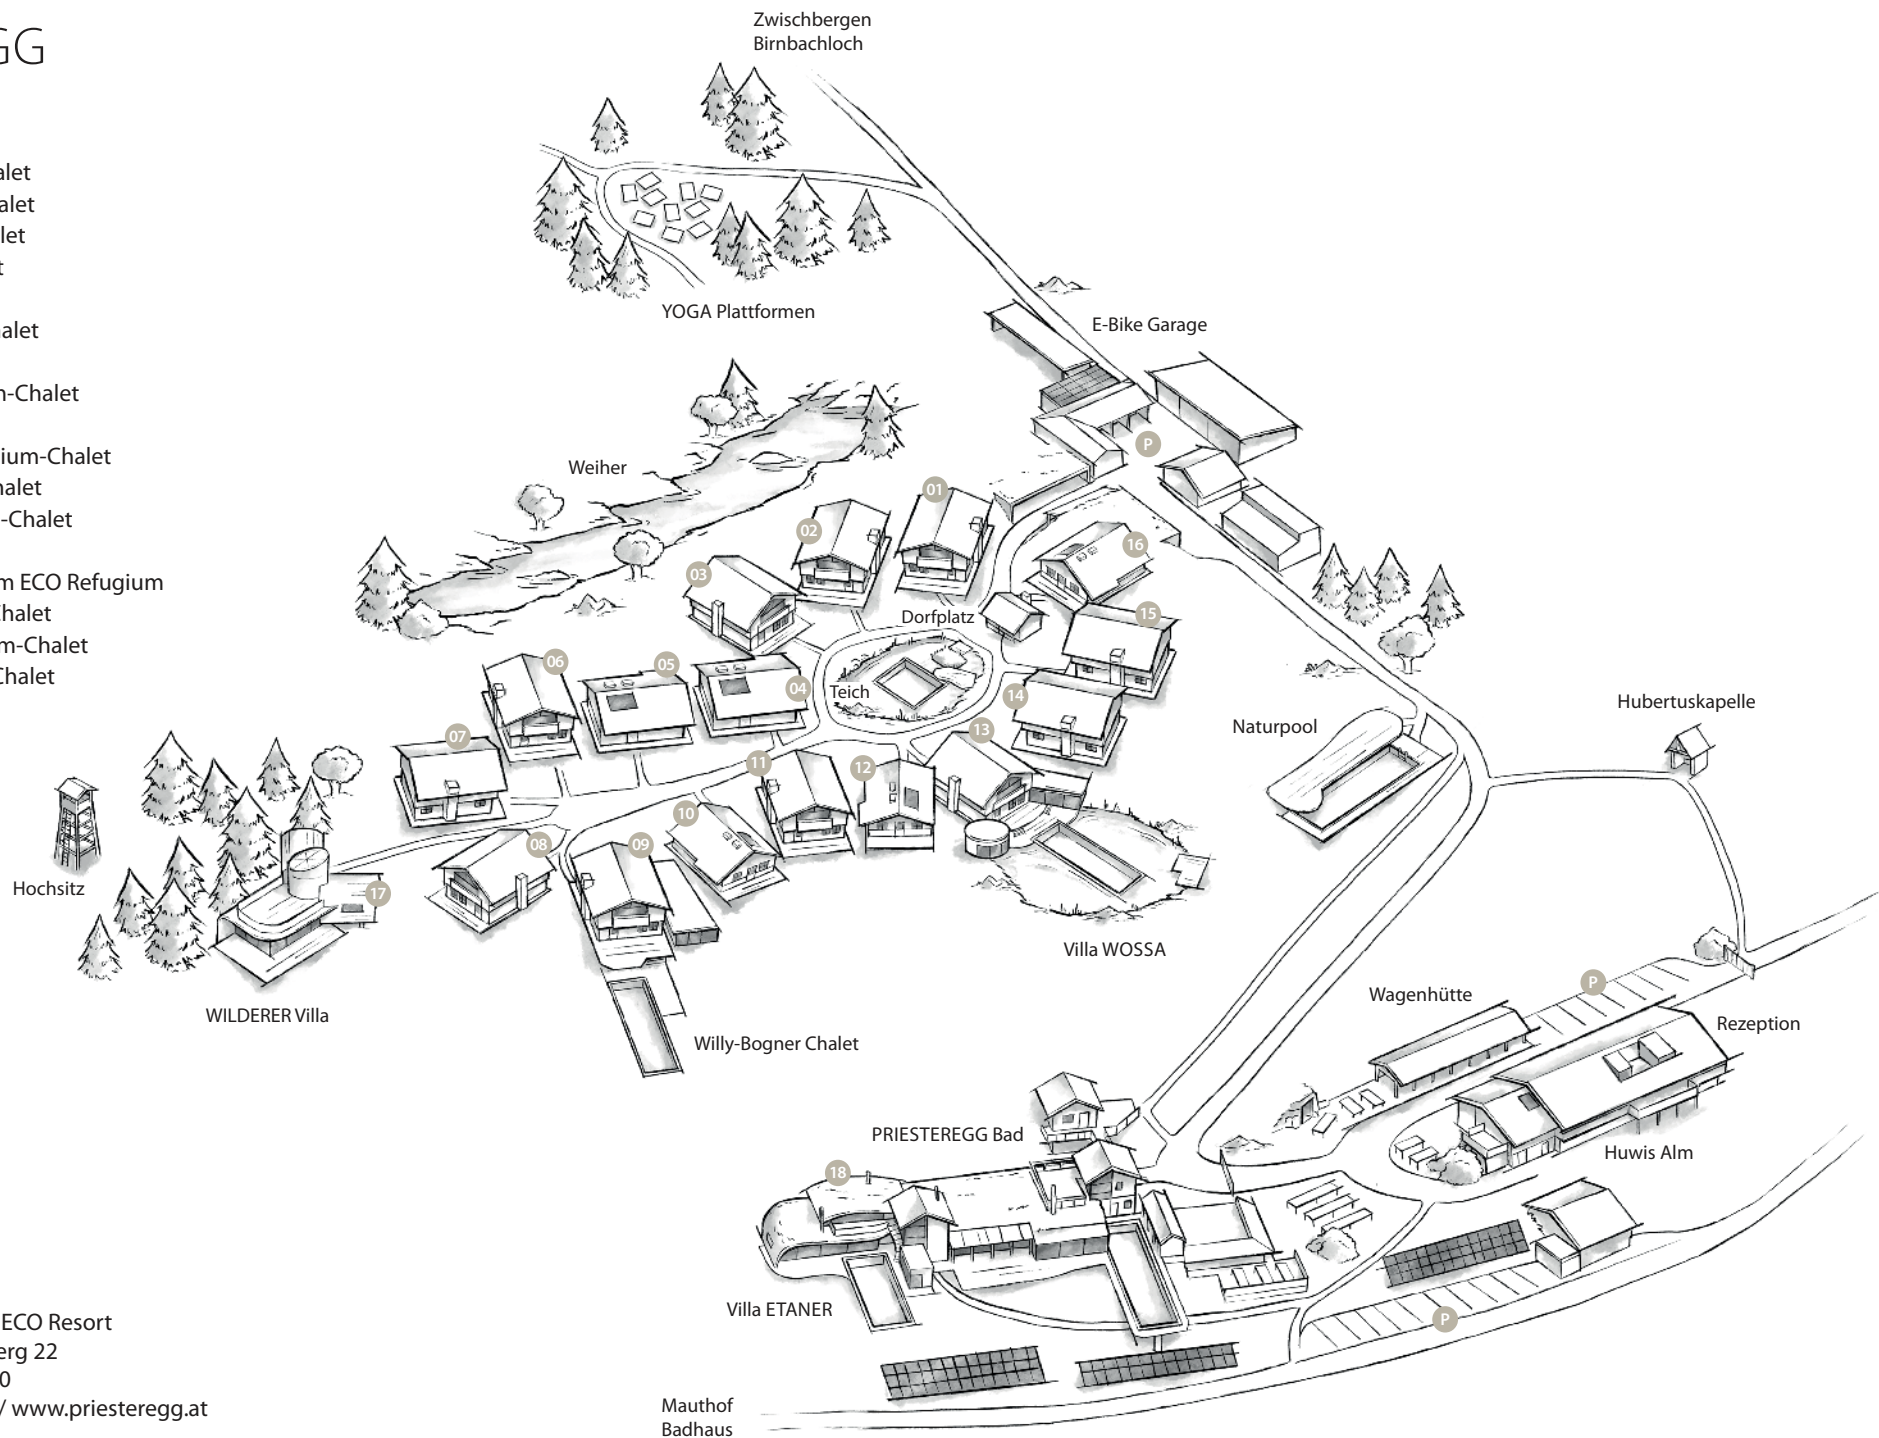 GG
alet
alet
let
t
alet
n-Chalet
ium-Chalet
halet
-Chalet
m ECO Refugium
Chalet
m-Chalet
Chalet
ECO Resort
erg 22
0
/ www.priesteregg.at
Zwischbergen
Birnbachloch
YOGA Plattformen
E-Bike Garage
P
Weiher
01
02
03
16
Dorfplatz
15
06
05
04
Teich
14
13
07
11
12
10
08
09
17
Naturpool
Hubertuskapelle
Hochsitz
WILDERER Villa
Villa WOSSA
Willy-Bogner Chalet
Wagenhütte
P
Rezeption
PRIESTEREGG Bad
Huwis Alm
18
Villa ETANER
P
Mauthof
Badhaus